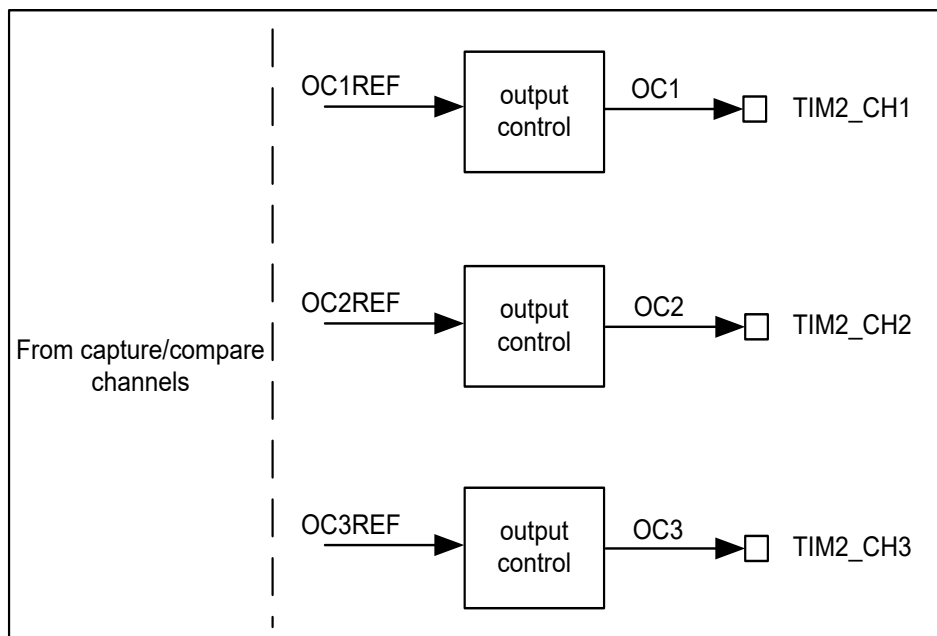 OC1REF
output
control
OC1
TIM2_CH1
OC2REF
output
control
OC2
TIM2_CH2
From capture/compare
channels
OC3REF
output
control
OC3
TIM2_CH3